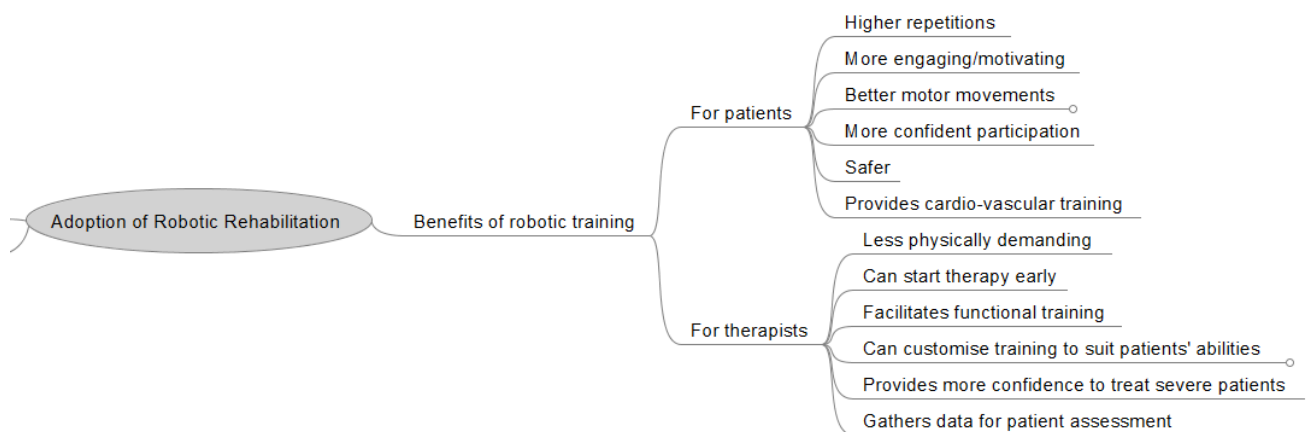 Adoption of Robotic Rehabilitation
Benefits of robotic training
For patients
Higher repetitions
More engaging/motivating
Better motor movements
More confident participation
Safer
Provides cardio-vascular training
For therapists
Less physically demanding
Can start therapy early
Facilitates functional training
Can customise training to suit patients' abilities
Provides more confidence to treat severe patients
Gathers data for patient assessment